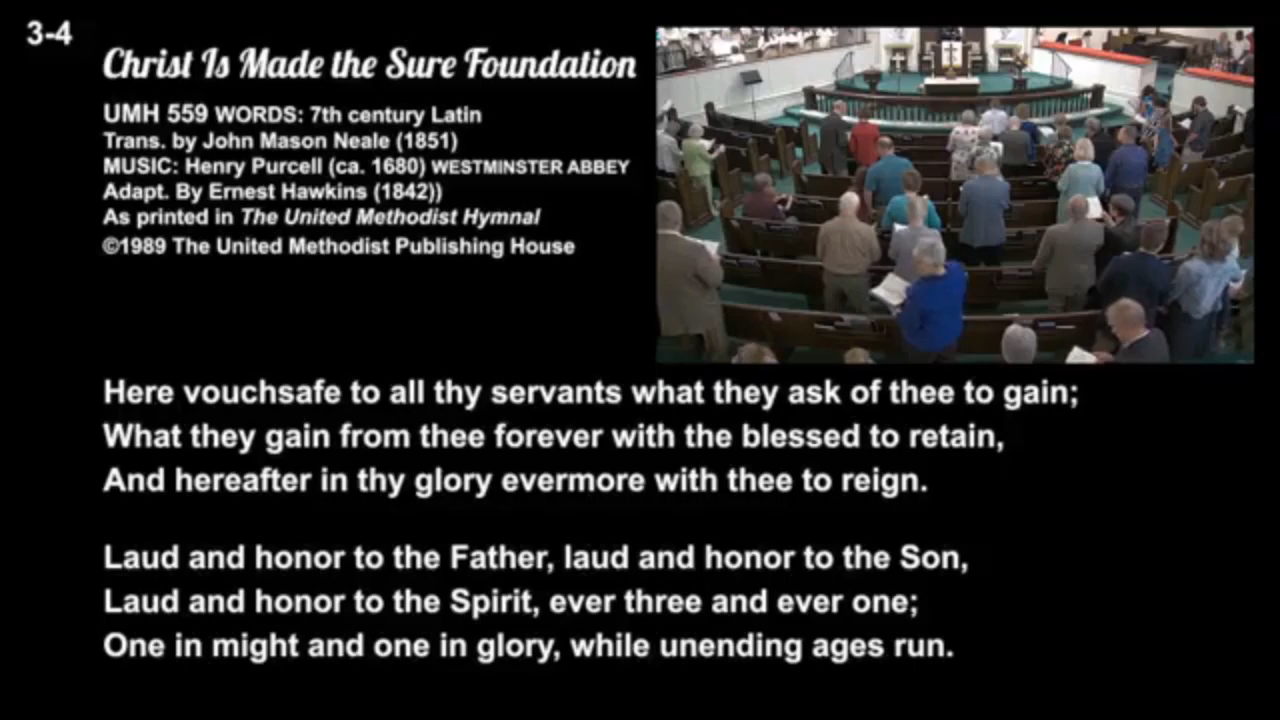 3-4
Christ Is Made the Sure Foundation
UMH 559 WORDS: 7th century Latin
Trans. by John Mason Neale (1851)
MUSIC: Henry Purcell (ca. 1680) WESTMINSTER ABBEY
Adapt. By Ernest Hawkins (1842))
As printed in The United Methodist Hymnal
©1989 The United Methodist Publishing House
Here vouchsafe to all thy servants what they ask of thee to gain;
What they gain from thee forever with the blessed to retain,
And hereafter in thy glory evermore with thee to reign.
Laud and honor to the Father, laud and honor to the Son,
Laud and honor to the Spirit, ever three and ever one;
One in might and one in glory, while unending ages run.